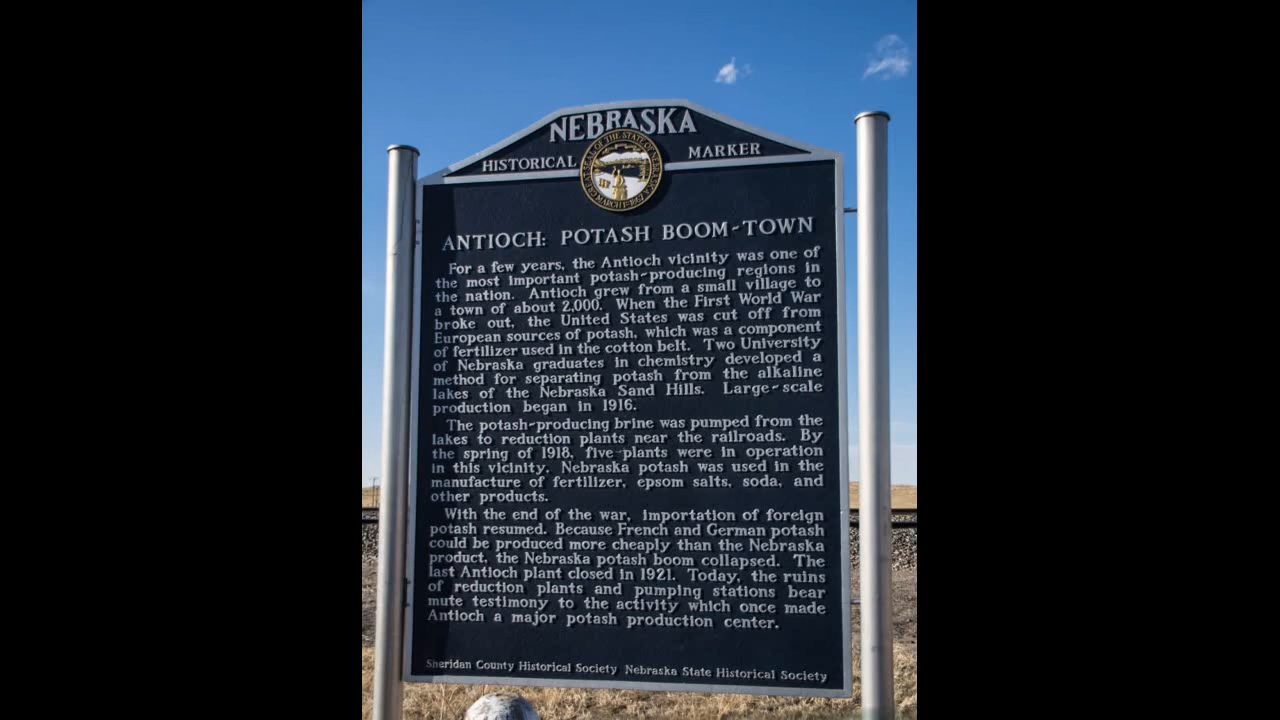 NEBRASKA
HISTORICAL MARKER
GREAT SEAL OF THE STATE OF NEBRASKA
MARCH 1ST 1867
ANTIOCH: POTASH BOOM-TOWN
For a few years, the Antioch vicinity was one of
the most important potash-producing regions in
the nation. Antioch grew from a small village to
a town of about 2,000. When the First World War
broke out, the United States was cut off from
European sources of potash, which was a component
of fertilizer used in the cotton belt. Two University
of Nebraska graduates in chemistry developed a
method for separating potash from the alkaline
lakes of the Nebraska Sand Hills. Large-scale
production began in 1916.
The potash-producing brine was pumped from the
lakes to reduction plants near the railroads. By
the spring of 1918, five plants were in operation
in this vicinity. Nebraska potash was used in the
manufacture of fertilizer, epsom salts, soda, and
other products.
With the end of the war, importation of foreign
potash resumed. Because French and German potash
could be produced more cheaply than the Nebraska
product, the Nebraska potash boom collapsed. The
last Antioch plant closed in 1921. Today, the ruins
of reduction plants and pumping stations bear
mute testimony to the activity which once made
Antioch a major potash production center.
Sheridan County Historical Society Nebraska State Historical Society